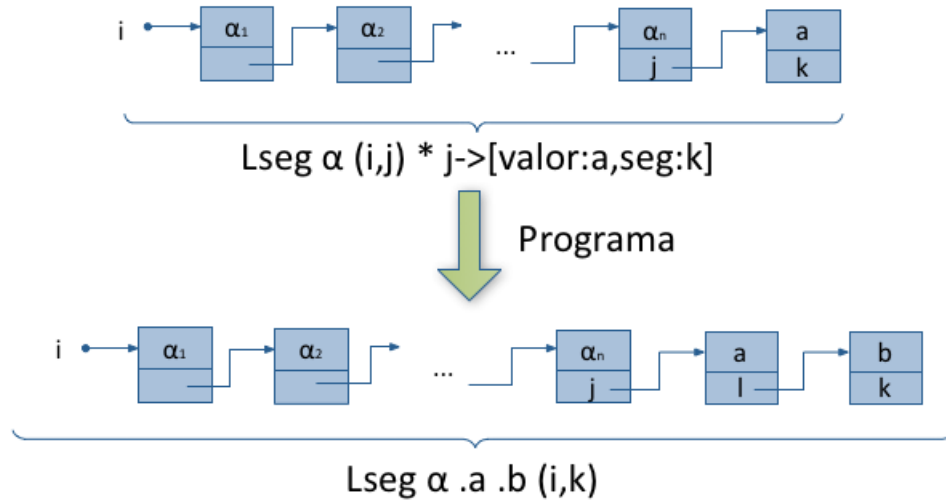 i α1 α2 ... αn a
j k
Lseg α (i,j) * j->[valor:a,seg:k]
Programa
i α1 α2 ... αn a b
j l k
Lseg α .a .b (i,k)